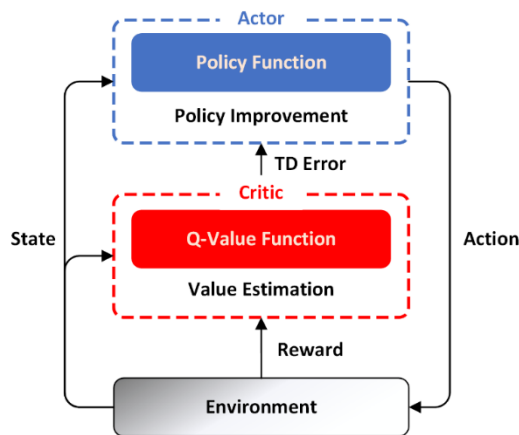 Actor
Policy Function
Policy Improvement
TD Error
Critic
Q-Value Function
State
Action
Value Estimation
Reward
Environment